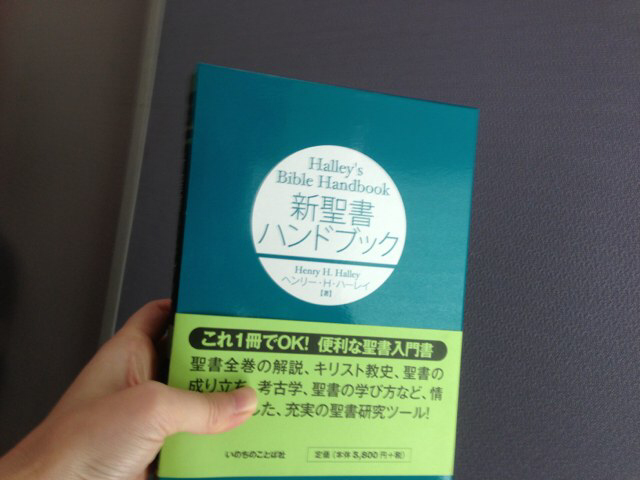 Halley's
Bible Handbook
新聖書
ハンドブック
Henry H. Halley
ヘンリー・H・ハーレイ
[著]
これ1冊でOK! 便利な聖書入門書
聖書全巻の解説、キリスト教史、聖書の
成り立ち、考古学、聖書の学び方など、情
した、充実の聖書研究ツール!
いのちのことば社
定価(本体3,800円+税)